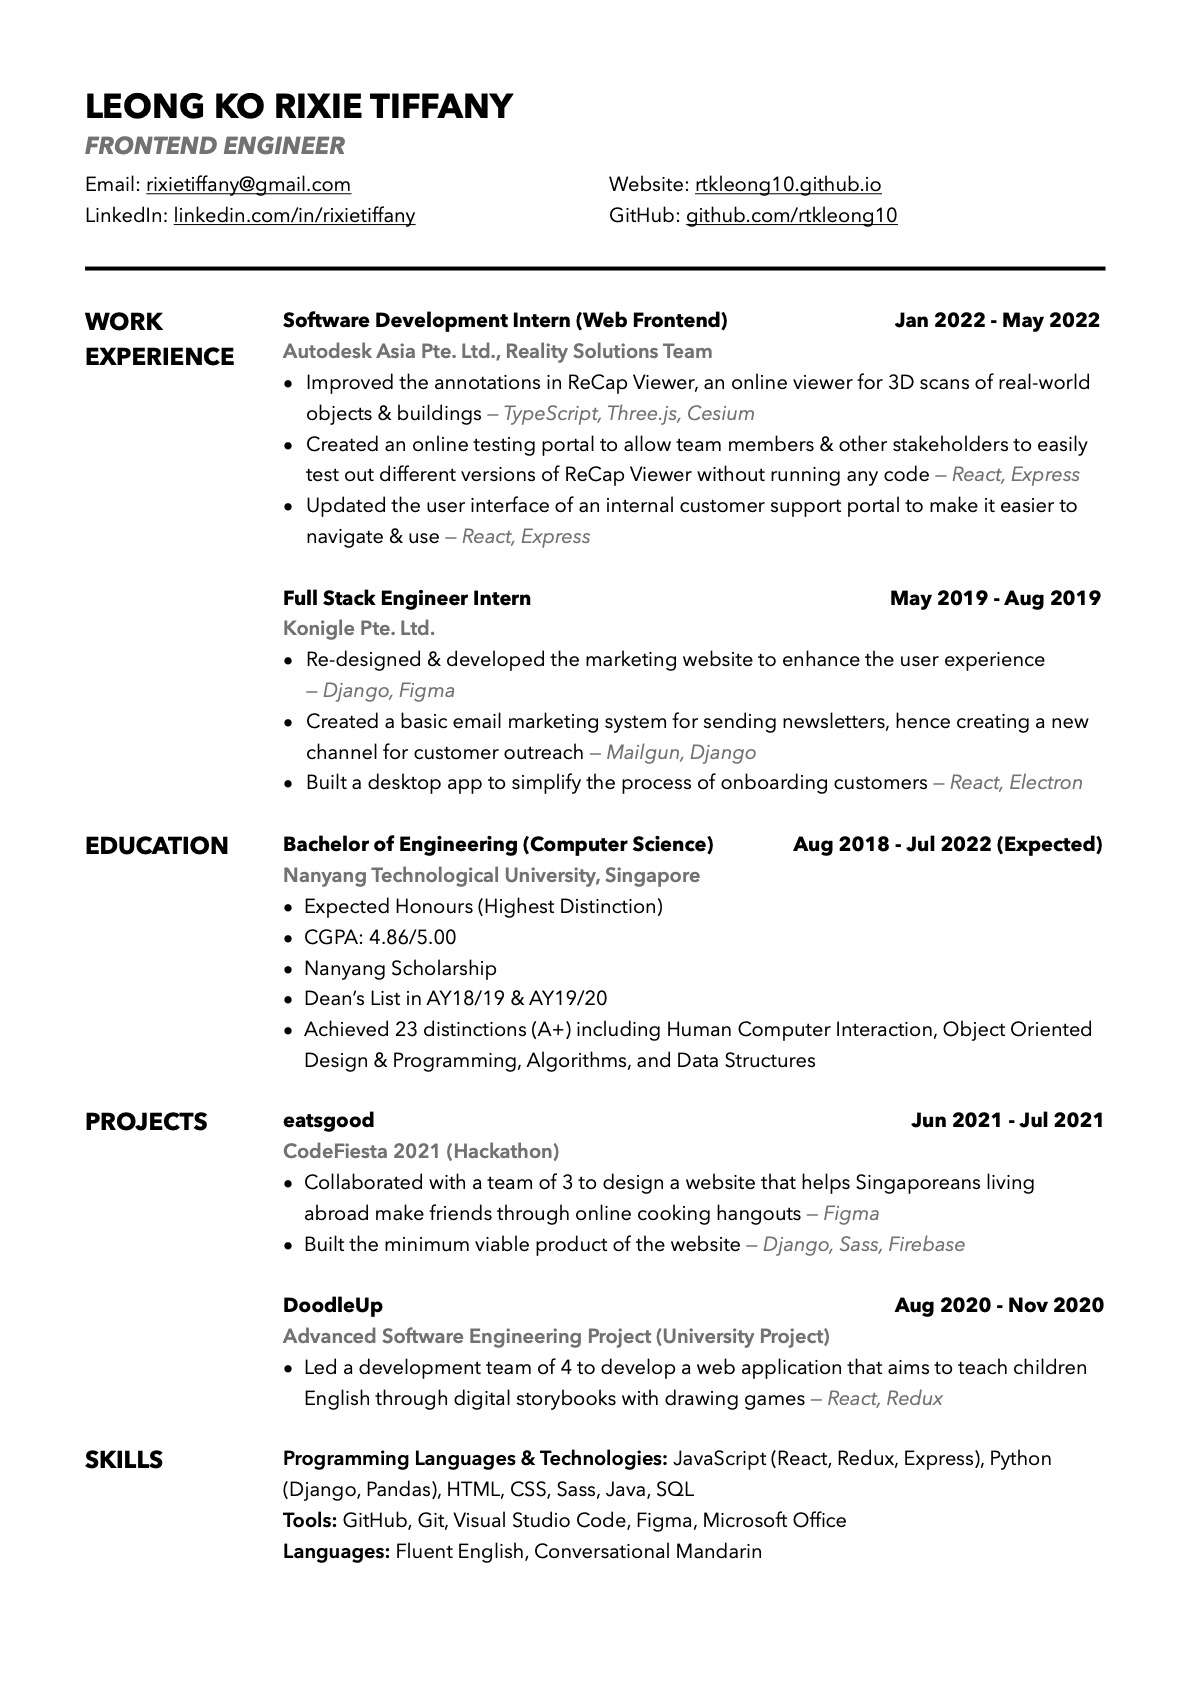 LEONG KO RIXIE TIFFANY
FRONTEND ENGINEER
Email: rixietiffany@gmail.com
Website: rtkleong10.github.io
LinkedIn: linkedin.com/in/rixietiffany
GitHub: github.com/rtkleong10
WORK
EXPERIENCE
Software Development Intern (Web Frontend)
Jan 2022 - May 2022
Autodesk Asia Pte. Ltd., Reality Solutions Team
• Improved the annotations in ReCap Viewer, an online viewer for 3D scans of real-world
objects & buildings – TypeScript, Three.js, Cesium
• Created an online testing portal to allow team members & other stakeholders to easily
test out different versions of ReCap Viewer without running any code – React, Express
• Updated the user interface of an internal customer support portal to make it easier to
navigate & use – React, Express
Full Stack Engineer Intern
May 2019 - Aug 2019
Konigle Pte. Ltd.
• Re-designed & developed the marketing website to enhance the user experience
– Django, Figma
• Created a basic email marketing system for sending newsletters, hence creating a new
channel for customer outreach – Mailgun, Django
• Built a desktop app to simplify the process of onboarding customers – React, Electron
EDUCATION
Bachelor of Engineering (Computer Science)
Aug 2018 - Jul 2022 (Expected)
Nanyang Technological University, Singapore
• Expected Honours (Highest Distinction)
• CGPA: 4.86/5.00
• Nanyang Scholarship
• Dean’s List in AY18/19 & AY19/20
• Achieved 23 distinctions (A+) including Human Computer Interaction, Object Oriented
Design & Programming, Algorithms, and Data Structures
PROJECTS
eatsgood
Jun 2021 - Jul 2021
CodeFiesta 2021 (Hackathon)
• Collaborated with a team of 3 to design a website that helps Singaporeans living
abroad make friends through online cooking hangouts – Figma
• Built the minimum viable product of the website – Django, Sass, Firebase
DoodleUp
Aug 2020 - Nov 2020
Advanced Software Engineering Project (University Project)
• Led a development team of 4 to develop a web application that aims to teach children
English through digital storybooks with drawing games – React, Redux
SKILLS
Programming Languages & Technologies: JavaScript (React, Redux, Express), Python
(Django, Pandas), HTML, CSS, Sass, Java, SQL
Tools: GitHub, Git, Visual Studio Code, Figma, Microsoft Office
Languages: Fluent English, Conversational Mandarin